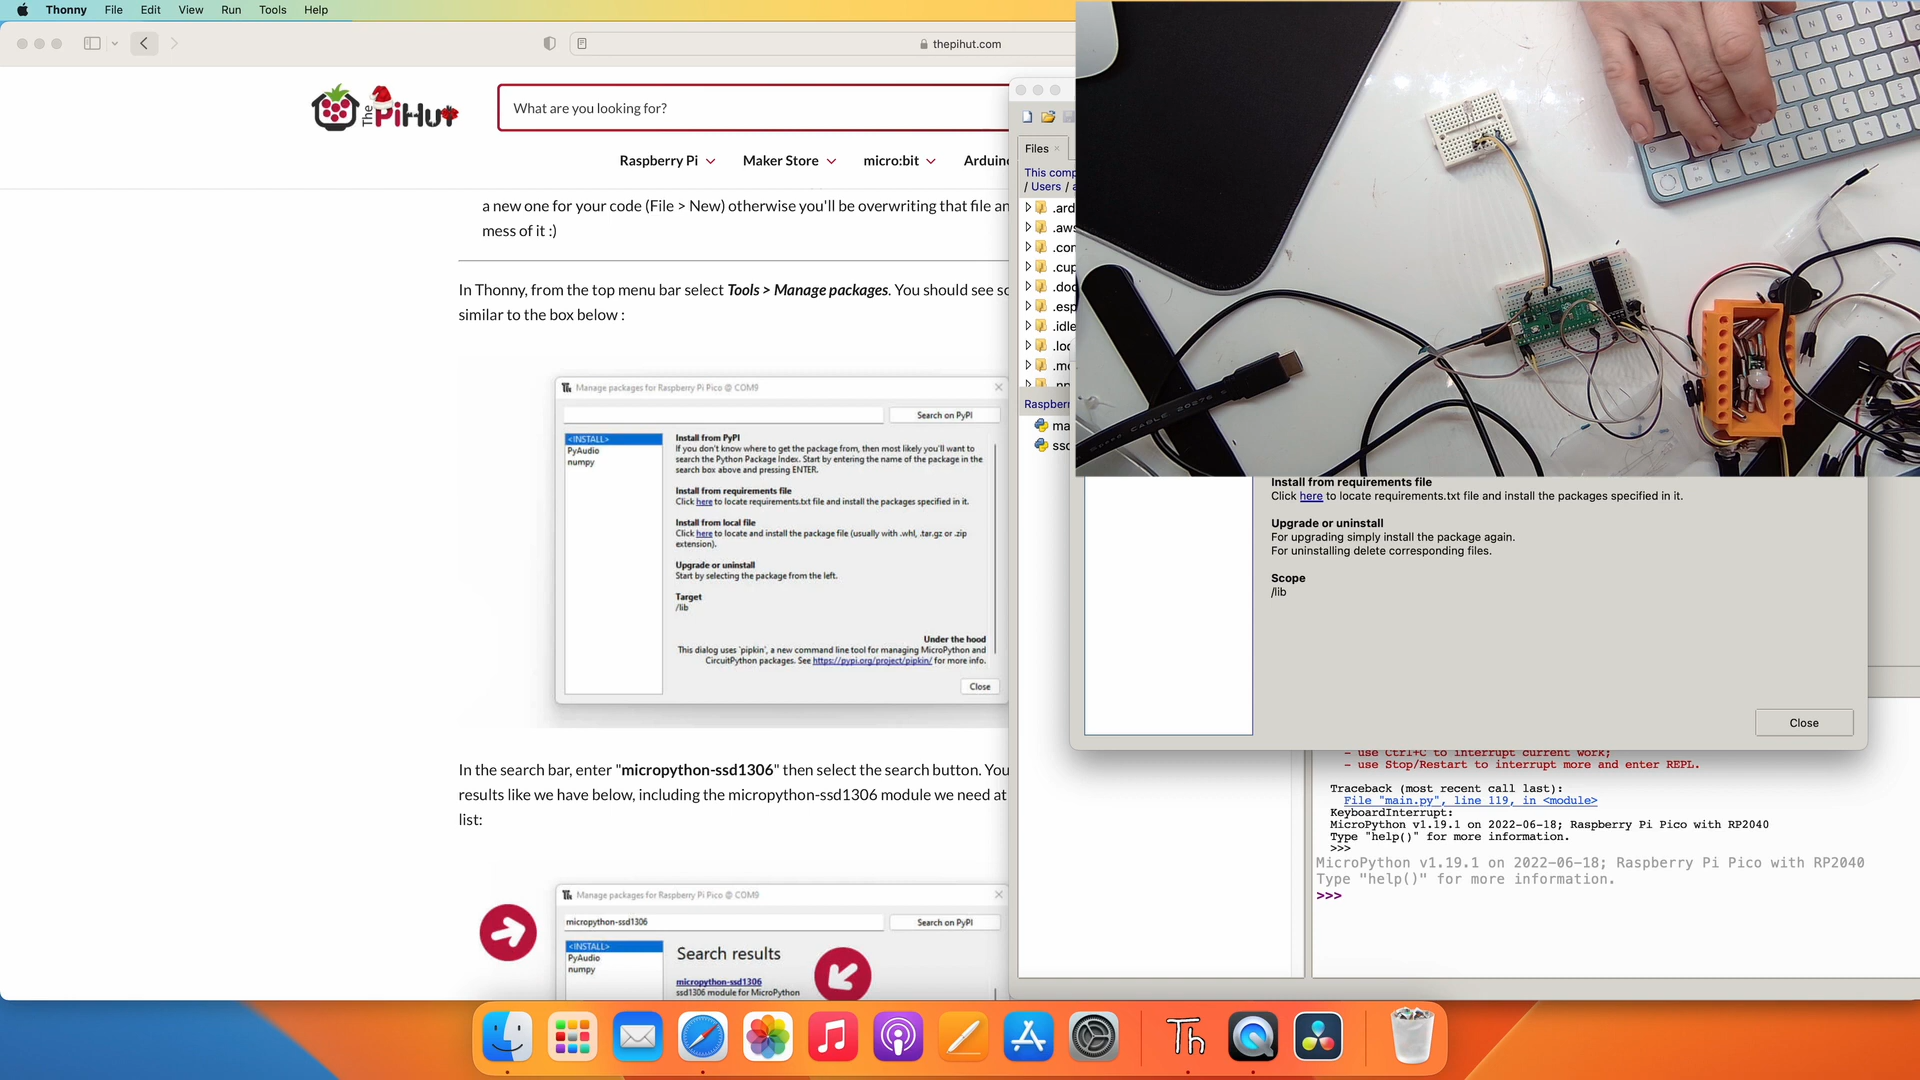 Thonny File Edit View Run Tools Help
thepihut.com
The PiHut
What are you looking for?
Raspberry Pi Maker Store micro:bit
a new one for your code (File > New) otherwise you'll be overwriting that file
mess of it :)
In Thonny, from the top menu bar select Tools > Manage packages. You should see
similar to the box below :
Manage packages for Raspberry Pi Pico @ COM9
Search on PyPI
<INSTALL>
PyAudio
numpy
Install from PyPI
If you don't know where to get the package from, then most likely you'll want to
search the Python Package Index. Start by entering the name of the package in the
search box above and pressing ENTER.
Install from requirements file
Click here to locate requirements.txt file and install the packages specified in it.
Install from local file
Click here to locate and install the package file (usually with .whl, .tar.gz or .zip
extension).
Upgrade or uninstall
Start by selecting the package from the left.
Target
/lib
Under the hood
This dialog uses 'pipkin', a new command line tool for managing MicroPython and
CircuitPython packages. See https://pypi.org/project/pipkin/ for more info.
Close
In the search bar, enter "micropython-ssd1306" then select the search button.
results like we have below, including the micropython-ssd1306 module we need at
list:
Manage packages for Raspberry Pi Pico @ COM9
micropython-ssd1306
Search on PyPI
<INSTALL>
PyAudio
numpy
Search results
micropython-ssd1306
ssd1306 module for MicroPython
Files
This
/ Users /
Install from requirements file
Click here to locate requirements.txt file and install the packages specified in it.
Upgrade or uninstall
For upgrading simply install the package again.
For uninstalling delete corresponding files.
Scope
/lib
Close
- use Ctrl+C to interrupt current work;
- use Stop/Restart to interrupt more and enter REPL.
Traceback (most recent call last):
File "main.py", line 119, in <module>
KeyboardInterrupt:
MicroPython v1.19.1 on 2022-06-18; Raspberry Pi Pico with RP2040
Type "help()" for more information.
>>>
MicroPython v1.19.1 on 2022-06-18; Raspberry Pi Pico with RP2040
Type "help()" for more information.
>>>
Th